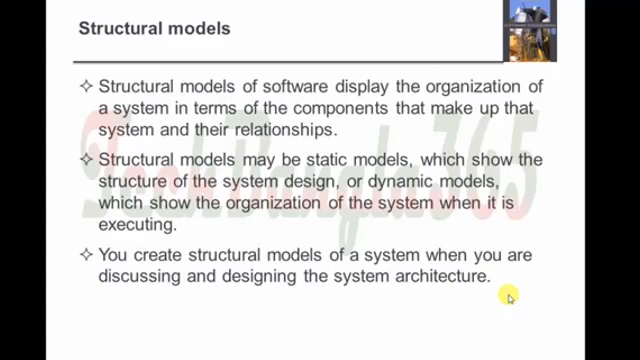 Structural models
✧ Structural models of software display the organization of
a system in terms of the components that make up that
system and their relationships.
✧ Structural models may be static models, which show the
structure of the system design, or dynamic models,
which show the organization of the system when it is
executing.
✧ You create structural models of a system when you are
discussing and designing the system architecture.
TechBangla365